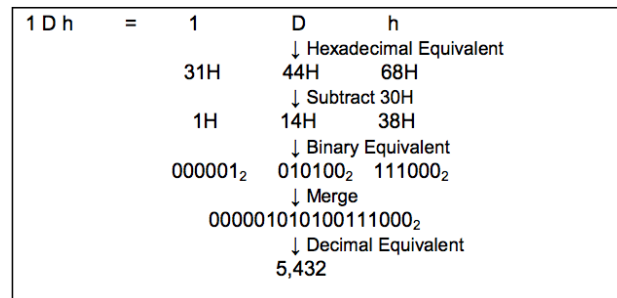 1 D h = 1 D h
↓ Hexadecimal Equivalent
31H 44H 68H
↓ Subtract 30H
1H 14H 38H
↓ Binary Equivalent
000001₂ 010100₂ 111000₂
↓ Merge
000001010100111000₂
↓ Decimal Equivalent
5,432